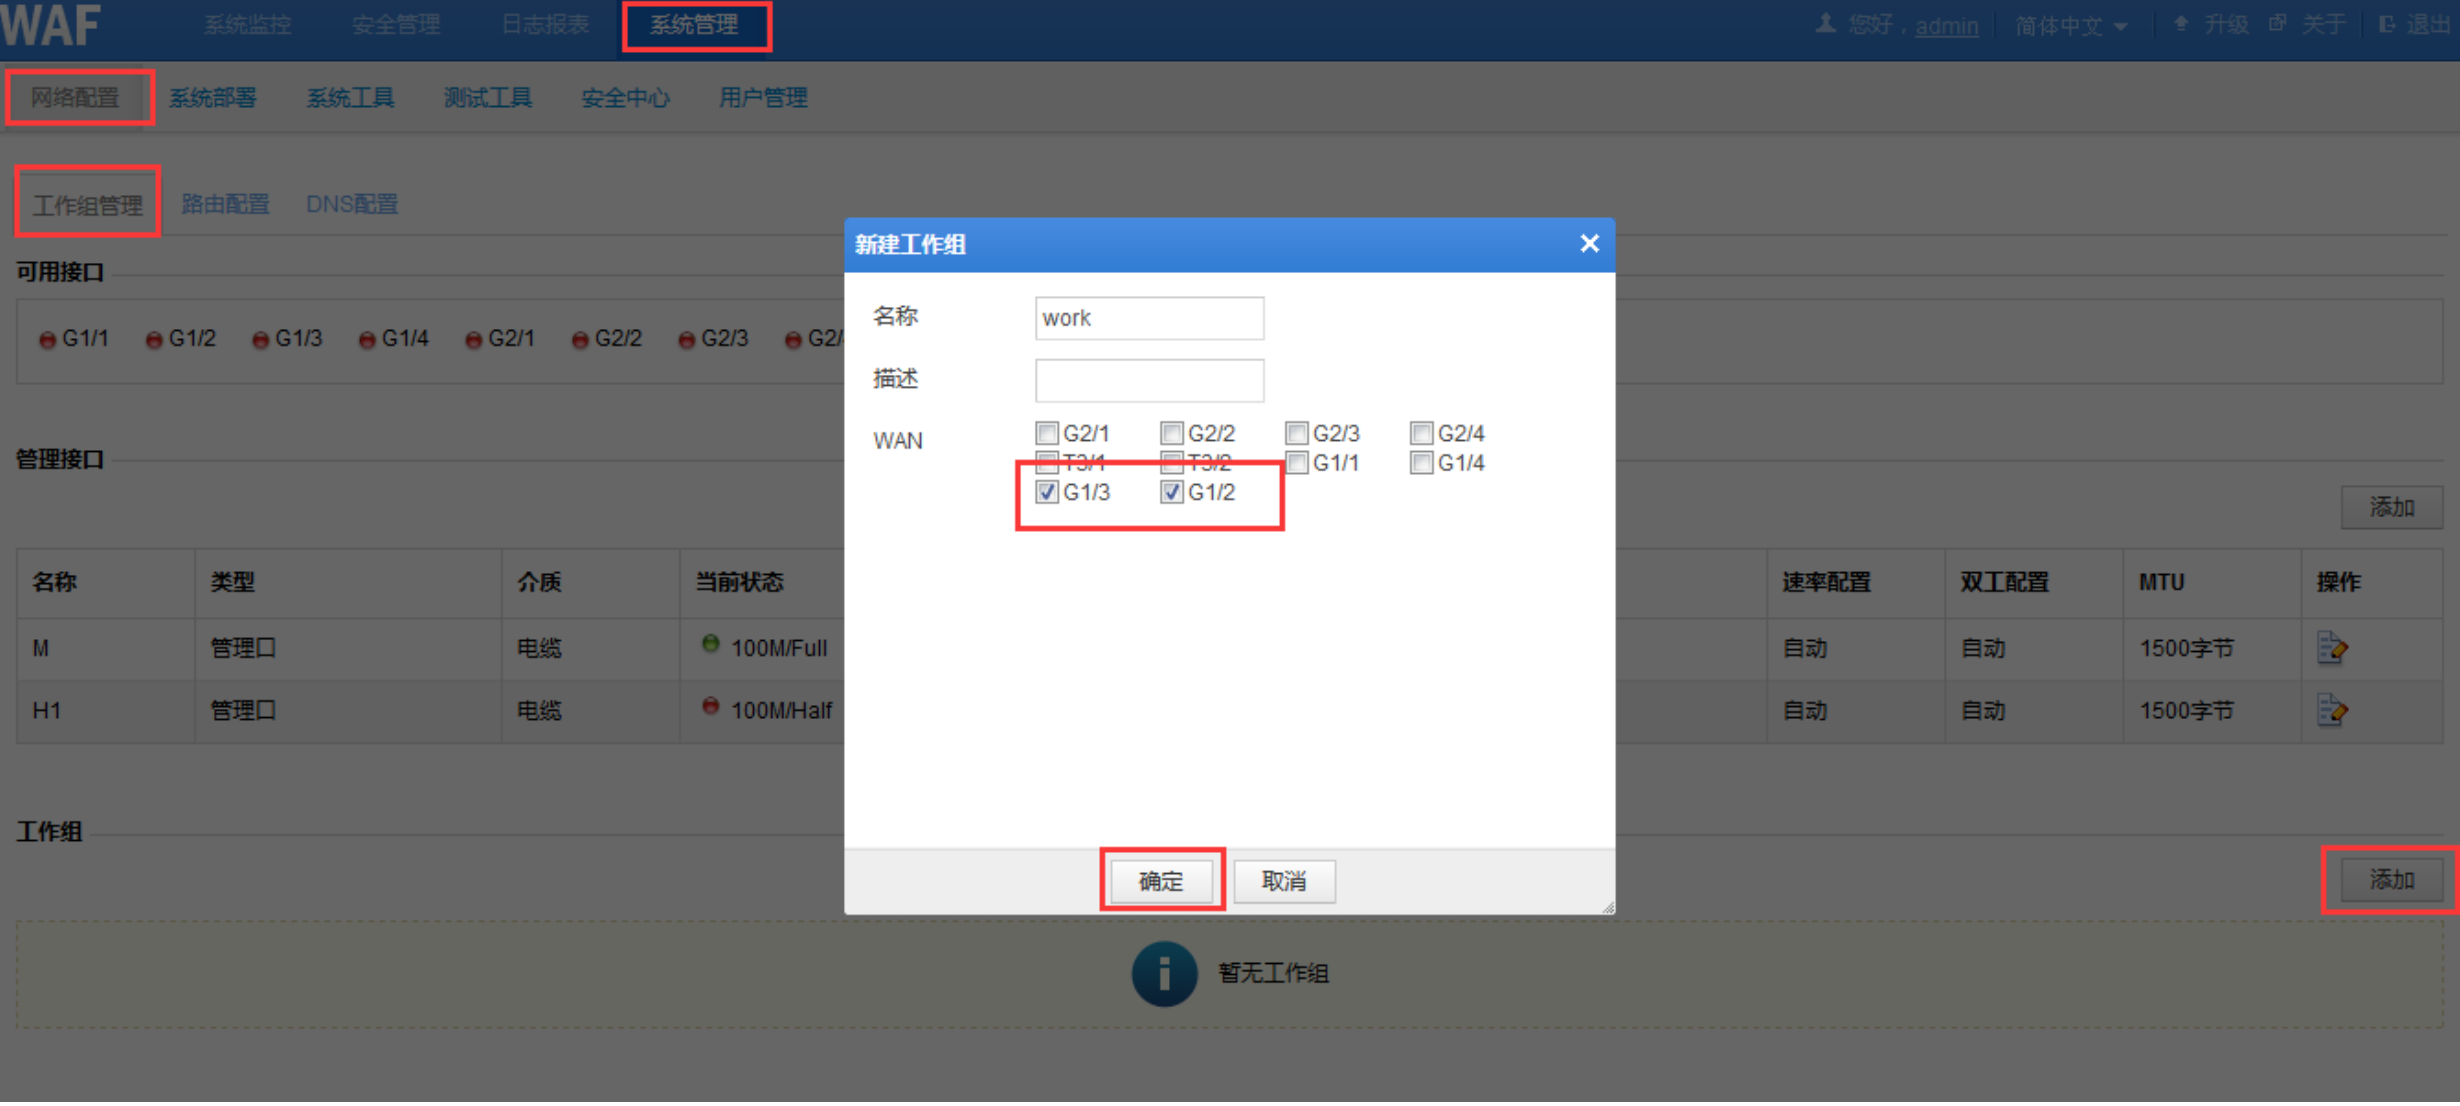 WAF 系统监控 安全管理 日志报表 系统管理 您好，admin 简体中文 升级 关于 退出
网络配置 系统部署 系统工具 测试工具 安全中心 用户管理
工作组管理 路由配置 DNS配置
可用接口
G1/1 G1/2 G1/3 G1/4 G2/1 G2/2 G2/3 G2/
管理接口
添加
名称 类型 介质 当前状态 速率配置 双工配置 MTU 操作
M 管理口 电缆 100M/Full 自动 自动 1500字节
H1 管理口 电缆 100M/Half 自动 自动 1500字节
工作组
添加
暂无工作组
新建工作组
名称 work
描述
WAN G2/1 G2/2 G2/3 G2/4
T3/1 T3/2 G1/1 G1/4
G1/3 G1/2
确定 取消